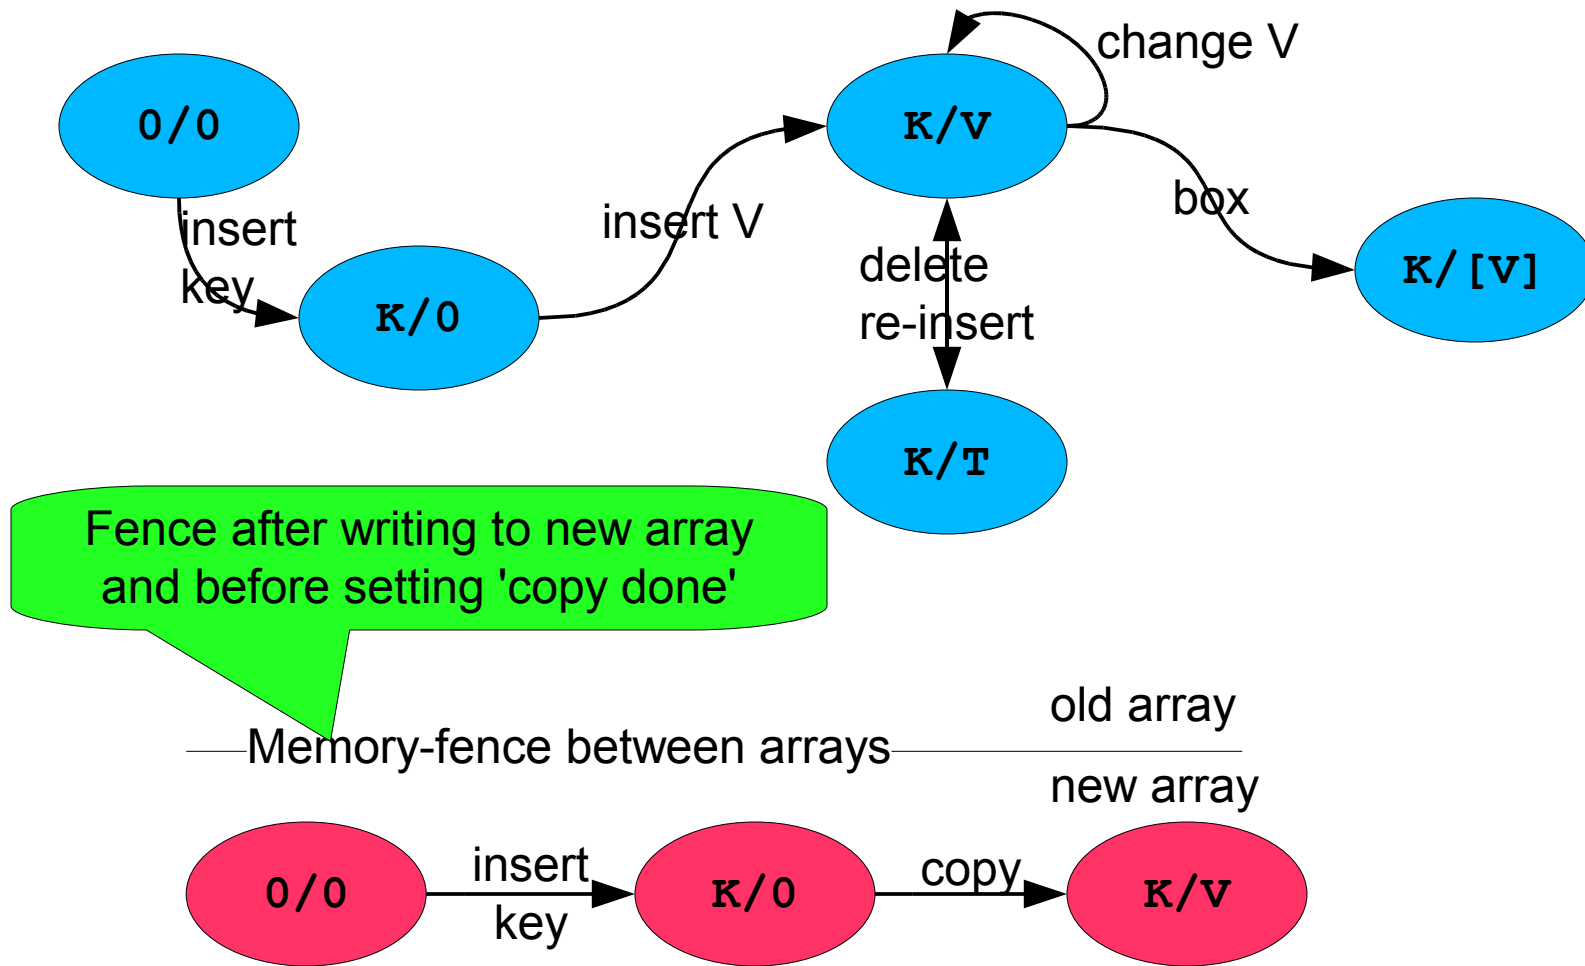 change V
0/0
K/V
insert
key
insert V
box
delete
re-insert
K/0
K/[V]
K/T
Fence after writing to new array
and before setting 'copy done'
old array
Memory-fence between arrays
new array
insert
key
copy
0/0
K/0
K/V